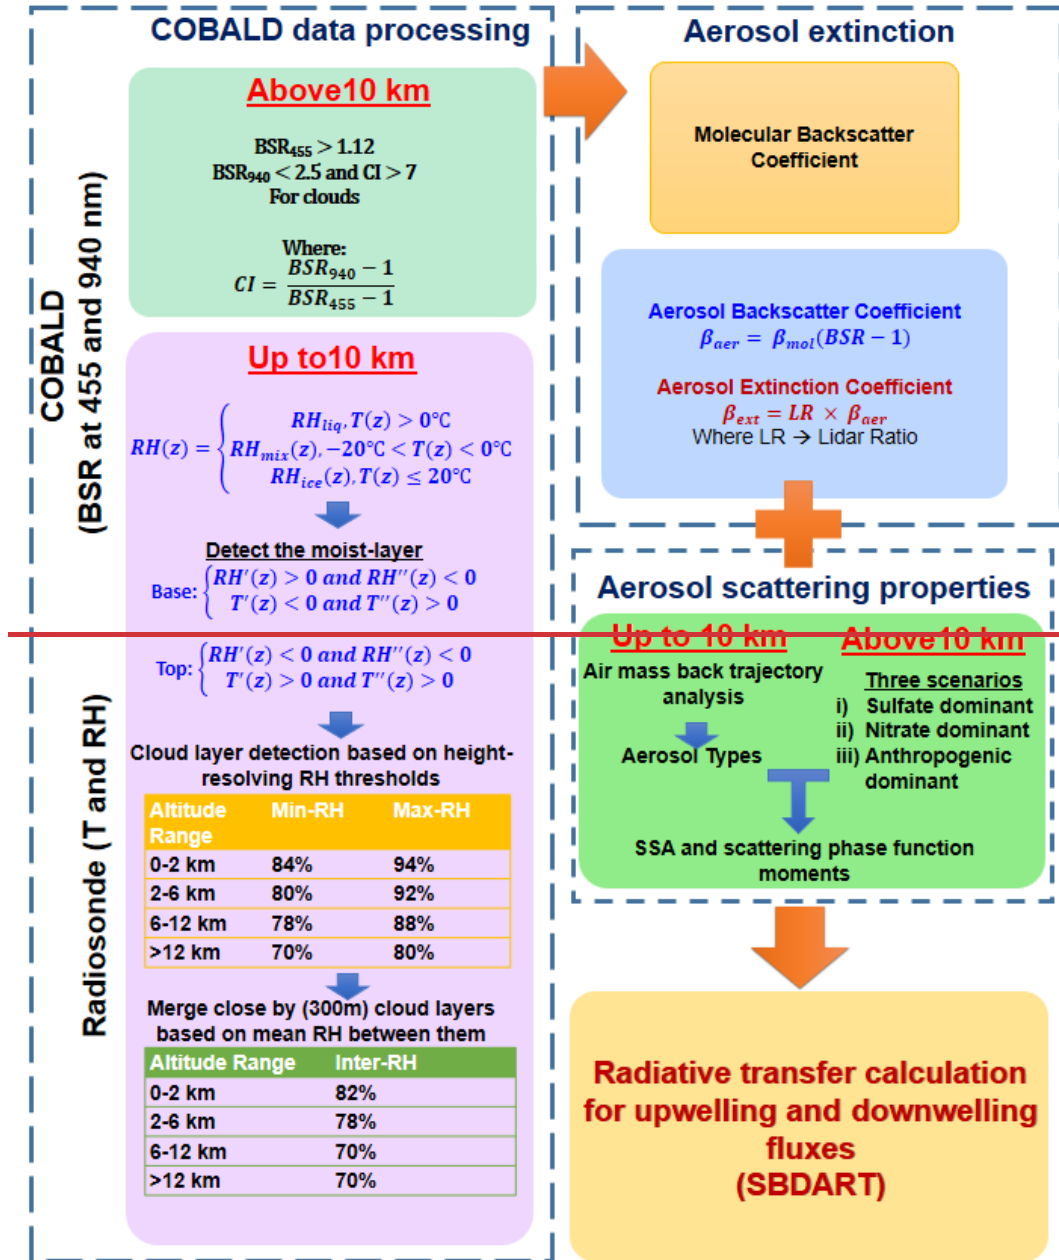 COBALD data processing
COBALD
(BSR at 455 and 940 nm)
Radiosonde (T and RH)
Above10 km
BSR₄₅₅ > 1.12
BSR₉₄₀ < 2.5 and CI > 7
For clouds
Where:
CI = (BSR₉₄₀ − 1) / (BSR₄₅₅ − 1)
Up to10 km
RH(z) = {
RH_liq, T(z) > 0°C
RH_mix(z), −20°C < T(z) < 0°C
RH_ice(z), T(z) ≤ 20°C
Detect the moist-layer
Base: {
RH′(z) > 0 and RH′′(z) < 0
T′(z) < 0 and T′′(z) > 0
Top: {
RH′(z) < 0 and RH′′(z) < 0
T′(z) > 0 and T′′(z) > 0
Cloud layer detection based on height-
resolving RH thresholds
Altitude Range Min-RH Max-RH
0-2 km 84% 94%
2-6 km 80% 92%
6-12 km 78% 88%
>12 km 70% 80%
Merge close by (300m) cloud layers
based on mean RH between them
Altitude Range Inter-RH
0-2 km 82%
2-6 km 78%
6-12 km 70%
>12 km 70%
Aerosol extinction
Molecular Backscatter
Coefficient
Aerosol Backscatter Coefficient
β_aer = β_mol(BSR − 1)
Aerosol Extinction Coefficient
β_ext = LR × β_aer
Where LR → Lidar Ratio
Aerosol scattering properties
Up to 10 km
Air mass back trajectory
analysis
Aerosol Types
Above10 km
Three scenarios
i) Sulfate dominant
ii) Nitrate dominant
iii) Anthropogenic
dominant
SSA and scattering phase function
moments
Radiative transfer calculation
for upwelling and downwelling
fluxes
(SBDART)